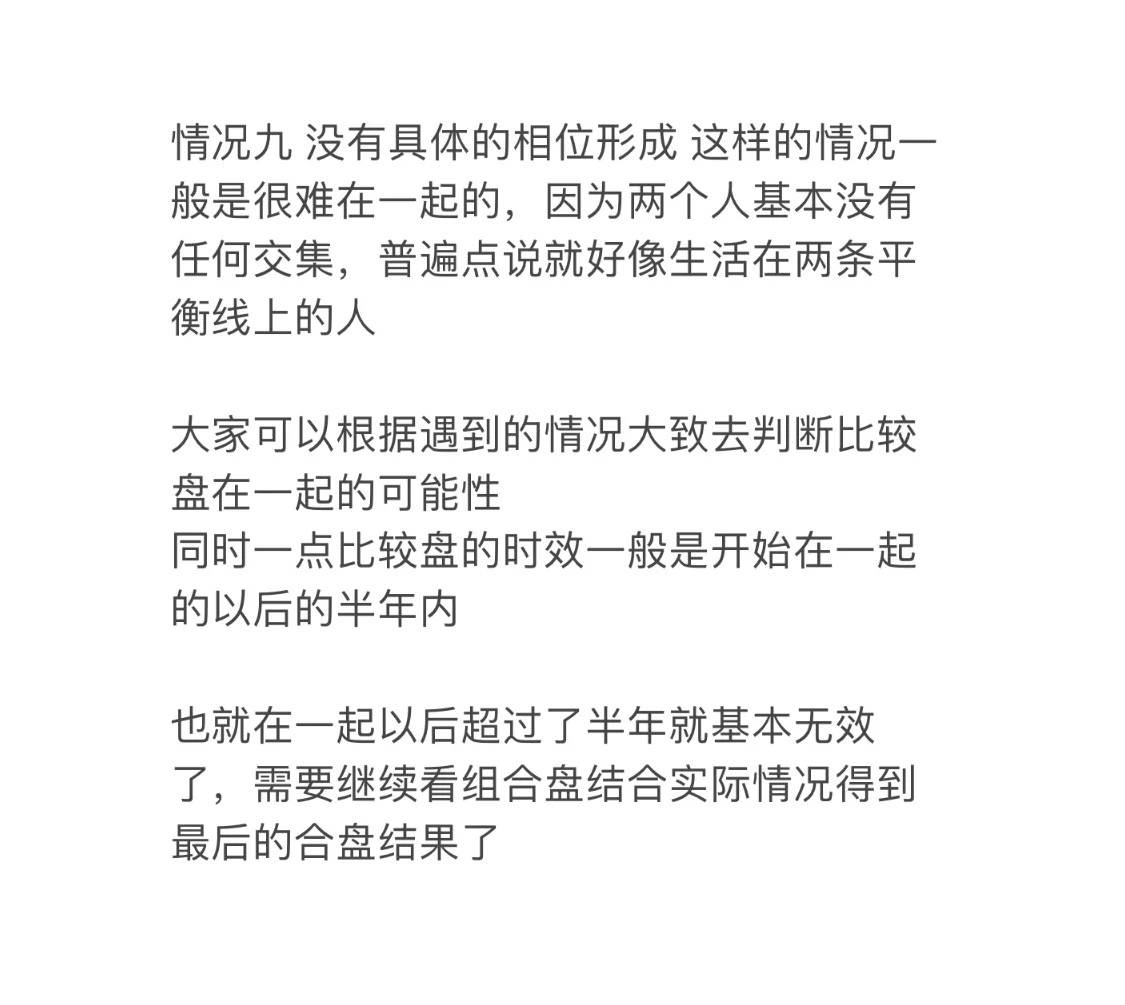 情况九 没有具体的相位形成 这样的情况一
般是很难在一起的，因为两个人基本没有
任何交集，普遍点说就好像生活在两条平
衡线上的人
大家可以根据遇到的情况大致去判断比较
盘在一起的可能性
同时一点比较盘的时效一般是开始在一起
的以后的半年内
也就在一起以后超过了半年就基本无效
了，需要继续看组合盘结合实际情况得到
最后的合盘结果了